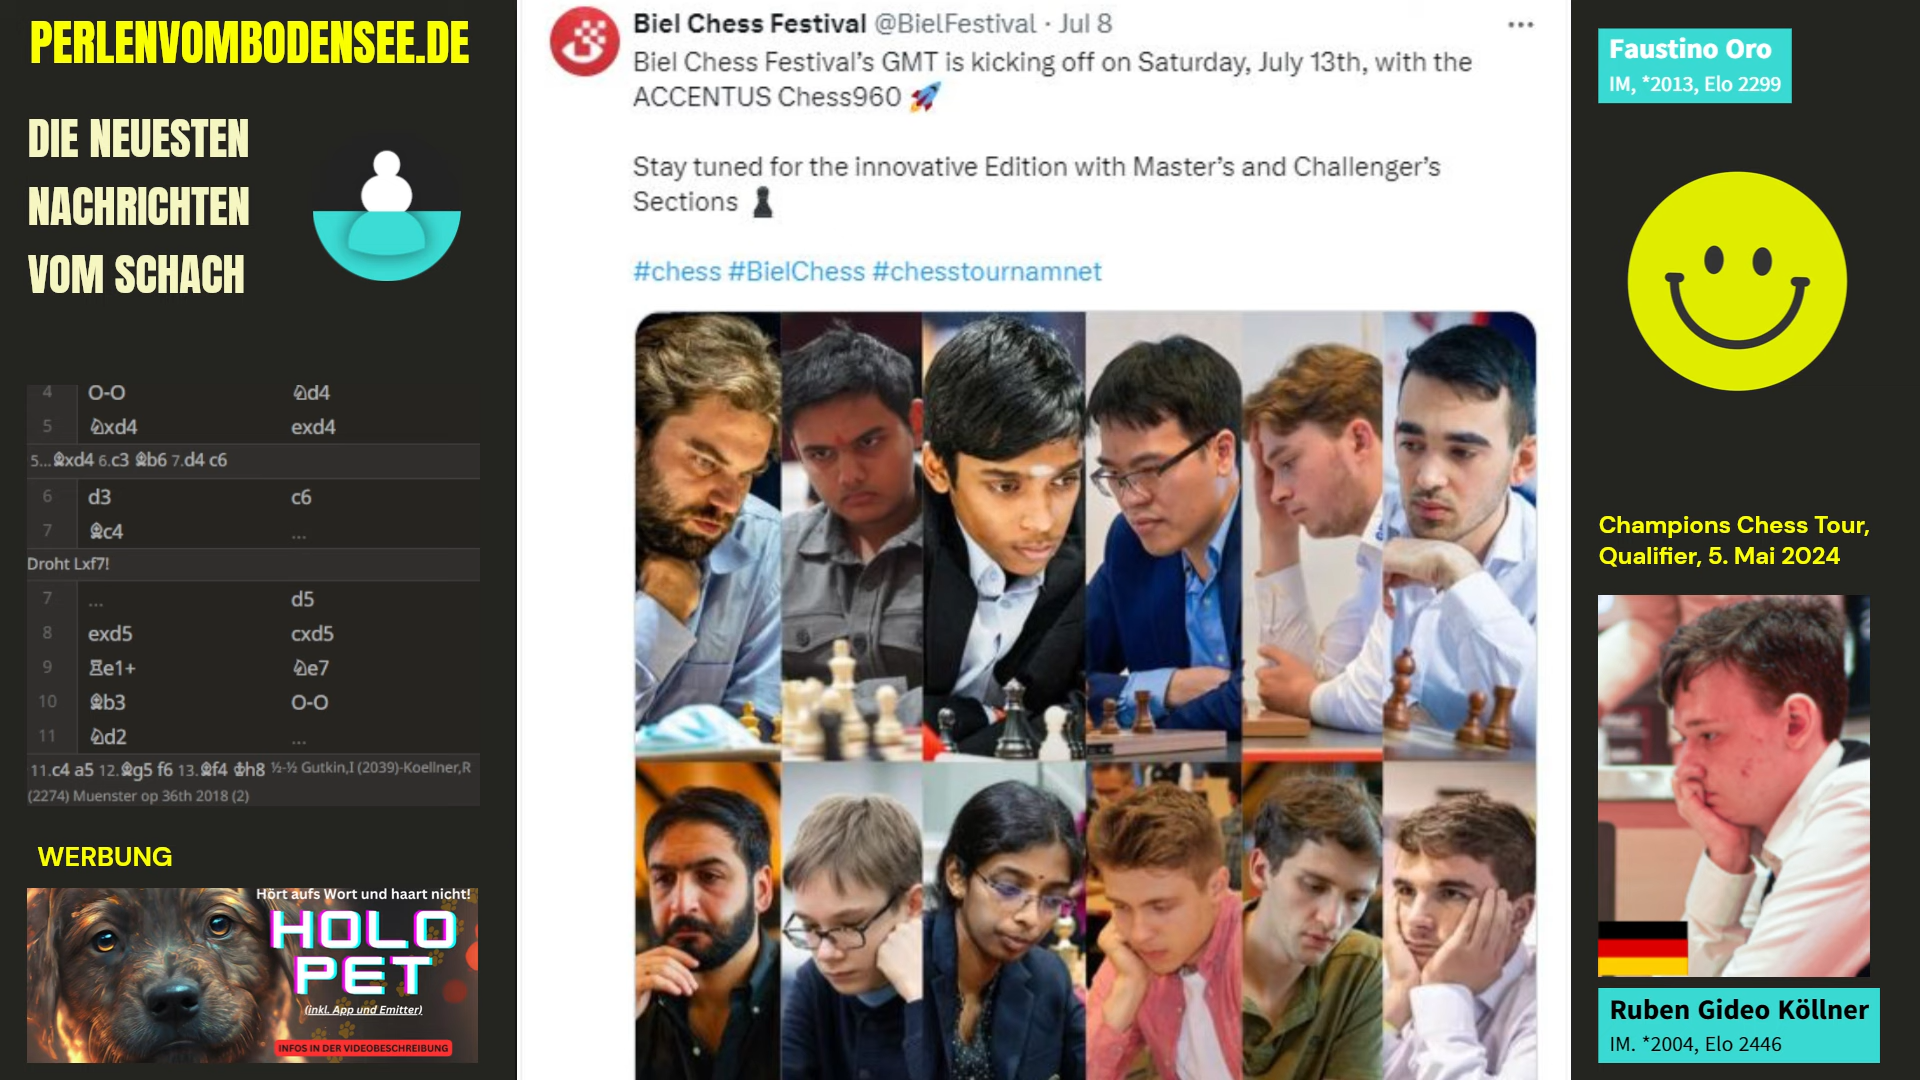 PERLENVOMBODENSEE.DE
DIE NEUESTEN
NACHRICHTEN
VOM SCHACH
4 O-O ♘d4
5 ♘xd4 exd4
5...♗xd4 6.c3 ♗b6 7.d4 c6
6 d3 c6
7 ♗c4 ...
Droht Lxf7!
7 ... d5
8 exd5 cxd5
9 ♖e1+ ♘e7
10 ♗b3 O-O
11 ♘d2 ...
11.c4 a5 12.♗g5 f6 13.♗f4 ♔h8 ½-½ Gutkin,I (2039)-Koellner,R
(2274) Muenster op 36th 2018 (2)
WERBUNG
Hört aufs Wort und haart nicht!
HOLO
PET
(inkl. App und Emitter)
INFOS IN DER VIDEOBESCHREIBUNG
Biel Chess Festival @BielFestival · Jul 8
Biel Chess Festival's GMT is kicking off on Saturday, July 13th, with the
ACCENTUS Chess960 🚀
Stay tuned for the innovative Edition with Master's and Challenger's
Sections ♟
#chess #BielChess #chesstournamnet
Faustino Oro
IM, *2013, Elo 2299
Champions Chess Tour,
Qualifier, 5. Mai 2024
Ruben Gideo Köllner
IM. *2004, Elo 2446